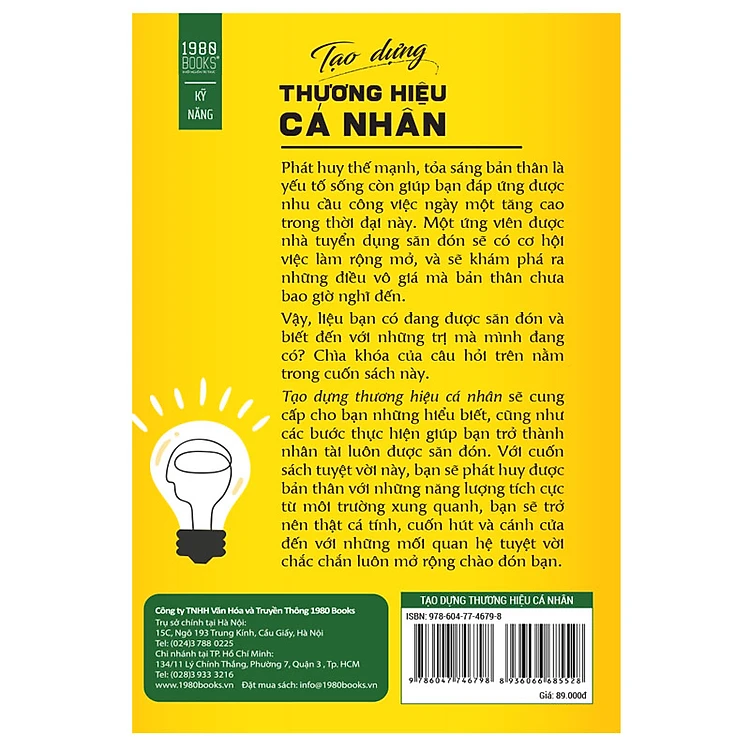 1980
BOOKS®
KỸ
NĂNG
Tạo dựng
THƯƠNG HIỆU
CÁ NHÂN
Phát huy thế mạnh, tỏa sáng bản thân là
yếu tố sống còn giúp bạn đáp ứng được
nhu cầu công việc ngày một tăng cao
trong thời đại này. Một ứng viên được
nhà tuyển dụng săn đón sẽ có cơ hội
việc làm rộng mở, và sẽ khám phá ra
những điều vô giá mà bản thân chưa
bao giờ nghĩ đến.
Vậy, liệu bạn có đang được săn đón và
biết đến với những trị mà mình đang
có? Chìa khóa của câu hỏi trên nằm
trong cuốn sách này.
Tạo dựng thương hiệu cá nhân sẽ cung
cấp cho bạn những hiểu biết, cũng như
các bước thực hiện giúp bạn trở thành
nhân tài luôn được săn đón. Với cuốn
sách tuyệt vời này, bạn sẽ phát huy được
bản thân với những năng lượng tích cực
từ môi trường xung quanh, bạn sẽ trở
nên thật cá tính, cuốn hút và cánh cửa
đến với những mối quan hệ tuyệt vời
chắc chắn luôn mở rộng chào đón bạn.
Công ty TNHH Văn Hóa và Truyền Thông 1980 Books
Trụ sở chính tại Hà Nội:
15C, Ngõ 193 Trung Kính, Cầu Giấy, Hà Nội
Tel: (024)3 788 0225
Chi nhánh tại TP. Hồ Chí Minh:
134/11 Lý Chính Thắng, Phường 7, Quận 3 , Tp. HCM
Tel: (028)3 933 3216
www.1980books.vn Đặt mua sách: info@1980books.vn
TẠO DỰNG THƯƠNG HIỆU CÁ NHÂN
ISBN: 978-604-77-4679-8
9786047746798 8936066685528
Giá: 89.000đ